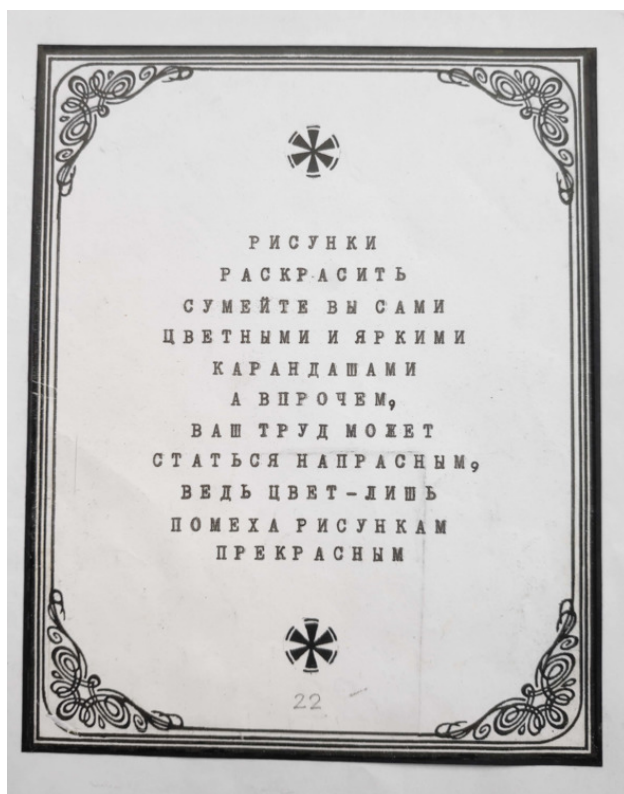 РИСУНКИ
РАСКРАСИТЬ
СУМЕЙТЕ ВЫ САМИ
ЦВЕТНЫМИ И ЯРКИМИ
КАРАНДАШАМИ
А ВПРОЧЕМ,
ВАШ ТРУД МОЖЕТ
СТАТЬСЯ НАПРАСНЫМ,
ВЕДЬ ЦВЕТ-ЛИШЬ
ПОМЕХА РИСУНКАМ
ПРЕКРАСНЫМ
22